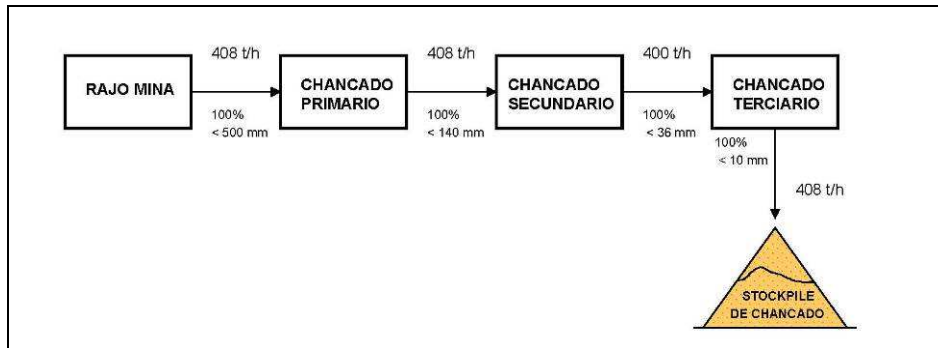 408 t/h
408 t/h
400 t/h
RAJO MINA
CHANCADO
PRIMARIO
CHANCADO
SECUNDARIO
CHANCADO
TERCIARIO
100%
< 500 mm
100%
< 140 mm
100%
< 36 mm
100%
< 10 mm
408 t/h
STOCKPILE
DE CHANCADO